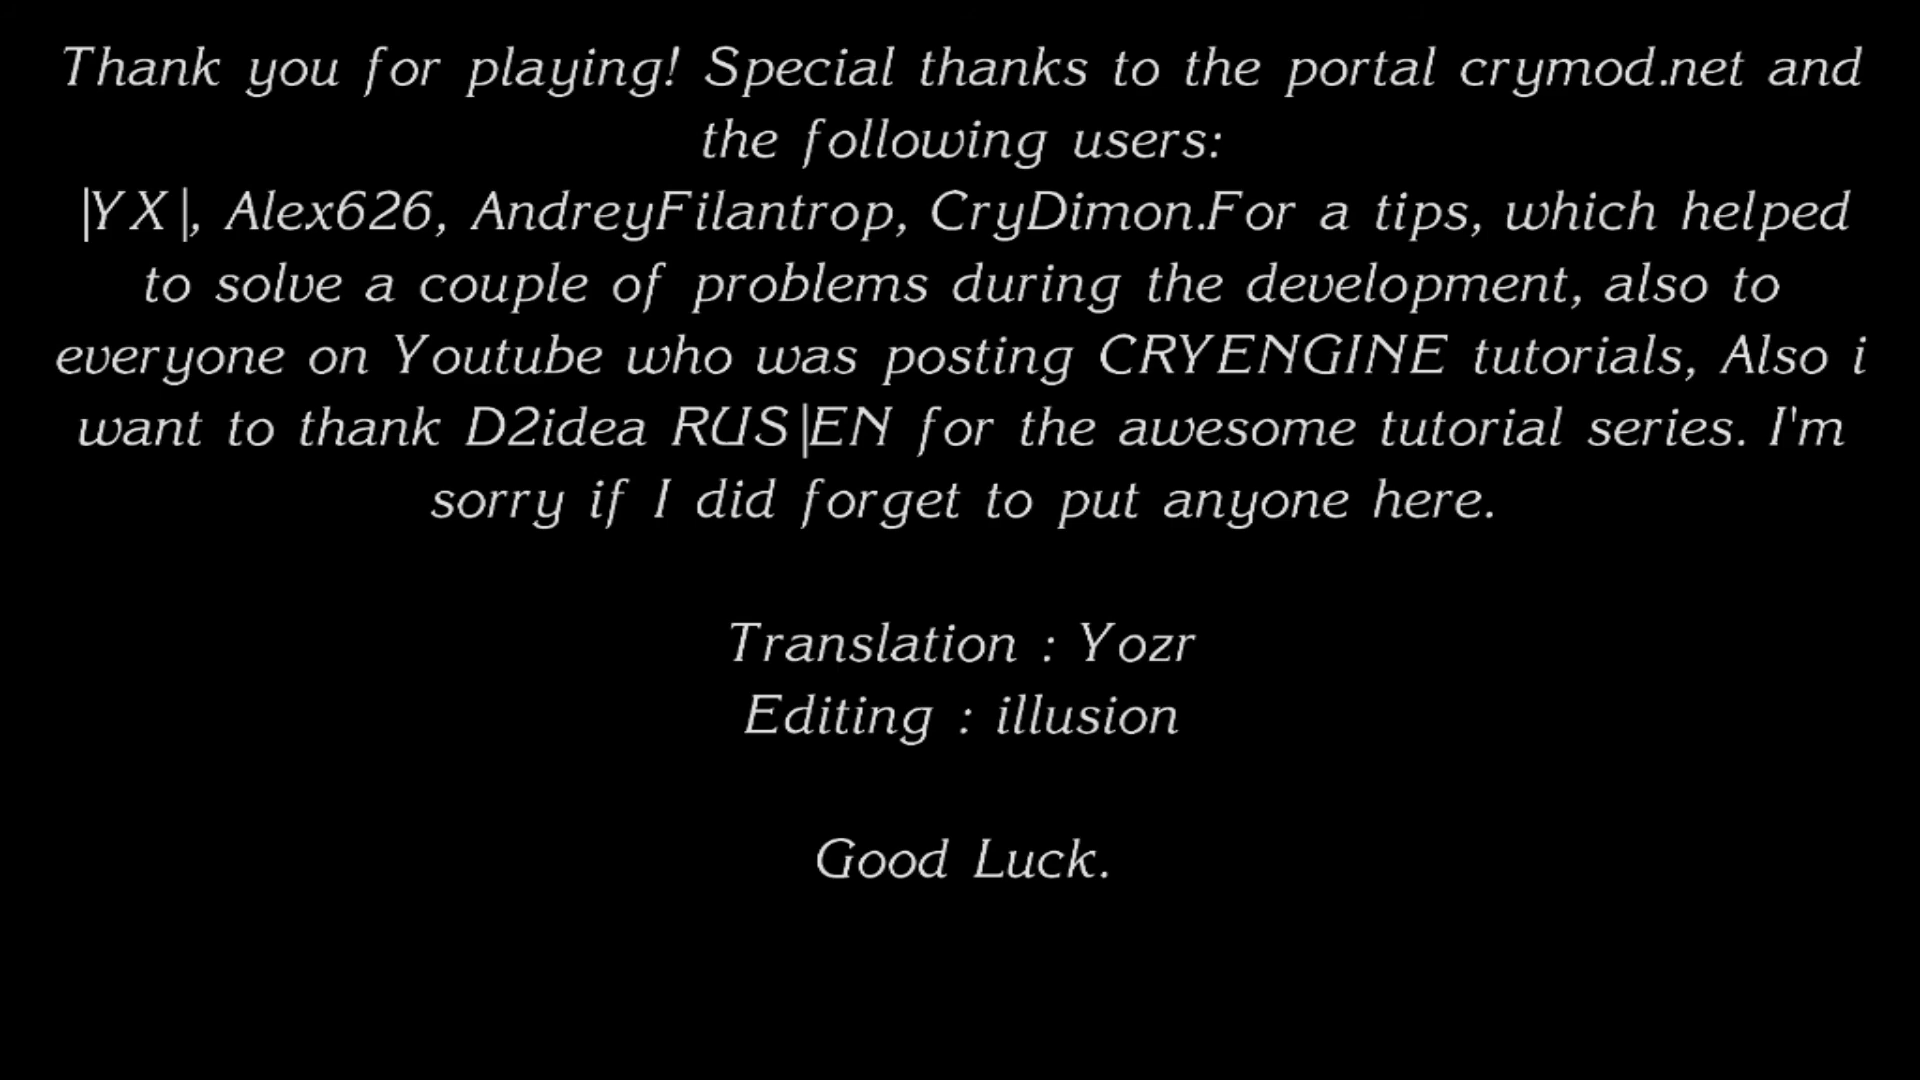 Thank you for playing! Special thanks to the portal crymod.net and
the following users:
|YX|, Alex626, AndreyFilantrop, CryDimon.For a tips, which helped
to solve a couple of problems during the development, also to
everyone on Youtube who was posting CRYENGINE tutorials, Also i
want to thank D2idea RUS|EN for the awesome tutorial series. I'm
sorry if I did forget to put anyone here.
Translation : Yozr
Editing : illusion
Good Luck.